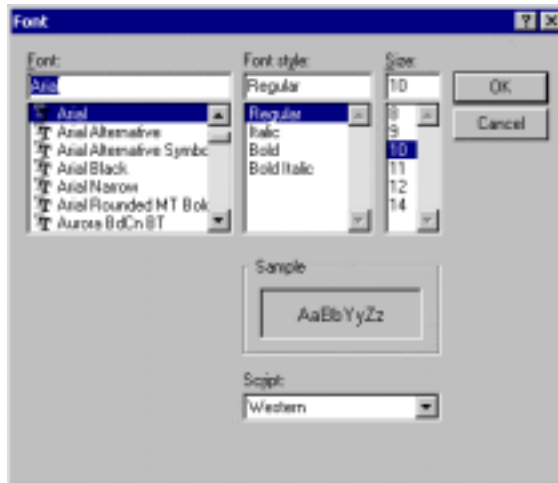 Font
Font:
Font style:
Size:
Arial
Regular
10
OK
Cancel
Arial
Arial Alternative
Arial Alternative Symbo
Arial Black
Arial Narrow
Arial Rounded MT Bol
Aurora BdCn BT
Regular
Italic
Bold
Bold Italic
8
9
10
11
12
14
Sample
AaBbYyZz
Script:
Western